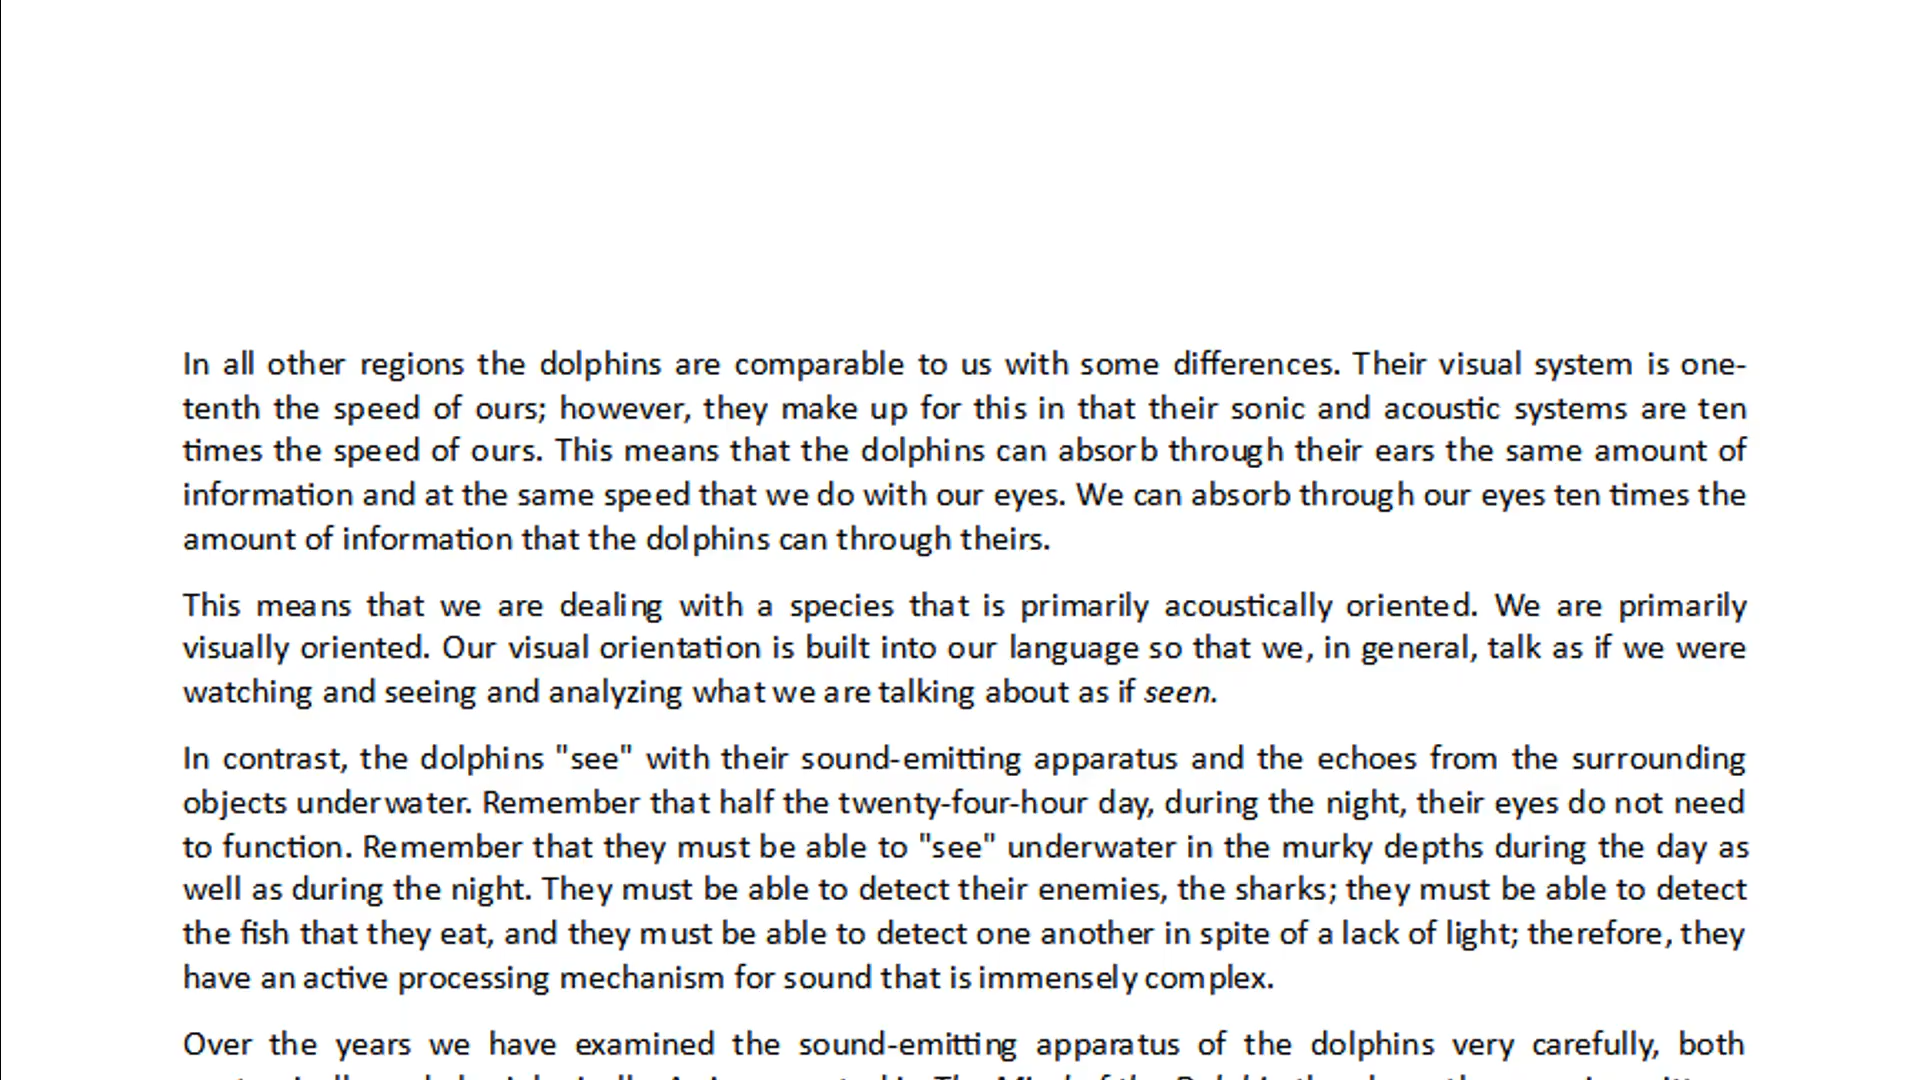 In all other regions the dolphins are comparable to us with some differences. Their visual system is one-
tenth the speed of ours; however, they make up for this in that their sonic and acoustic systems are ten
times the speed of ours. This means that the dolphins can absorb through their ears the same amount of
information and at the same speed that we do with our eyes. We can absorb through our eyes ten times the
amount of information that the dolphins can through theirs.
This means that we are dealing with a species that is primarily acoustically oriented. We are primarily
visually oriented. Our visual orientation is built into our language so that we, in general, talk as if we were
watching and seeing and analyzing what we are talking about as if seen.
In contrast, the dolphins "see" with their sound-emitting apparatus and the echoes from the surrounding
objects underwater. Remember that half the twenty-four-hour day, during the night, their eyes do not need
to function. Remember that they must be able to "see" underwater in the murky depths during the day as
well as during the night. They must be able to detect their enemies, the sharks; they must be able to detect
the fish that they eat, and they must be able to detect one another in spite of a lack of light; therefore, they
have an active processing mechanism for sound that is immensely complex.
Over the years we have examined the sound-emitting apparatus of the dolphins very carefully, both